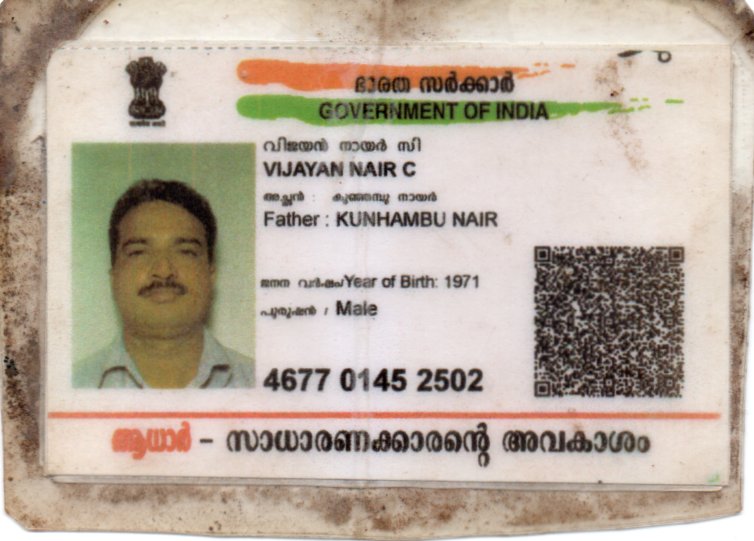 ഭാരത സർക്കാർ
GOVERNMENT OF INDIA
വിജയൻ നായർ സി
VIJAYAN NAIR C
അച്ഛൻ : കുഞ്ഞമ്പു നായർ
Father : KUNHAMBU NAIR
ജനന വർഷം/Year of Birth: 1971
പുരുഷൻ / Male
4677 0145 2502
ആധാർ – സാധാരണക്കാരന്റെ അവകാശം